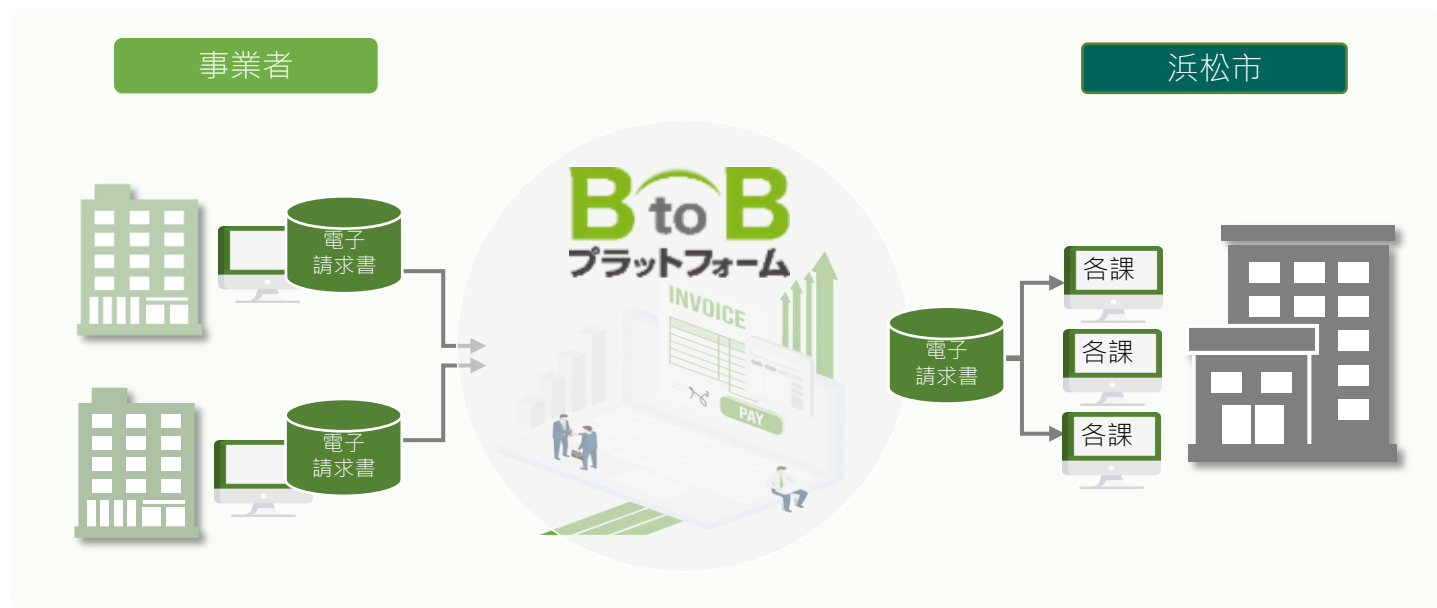 事業者
浜松市
電子
請求書
電子
請求書
B to B
プラットフォーム
INVOICE
PAY
電子
請求書
各課
各課
各課